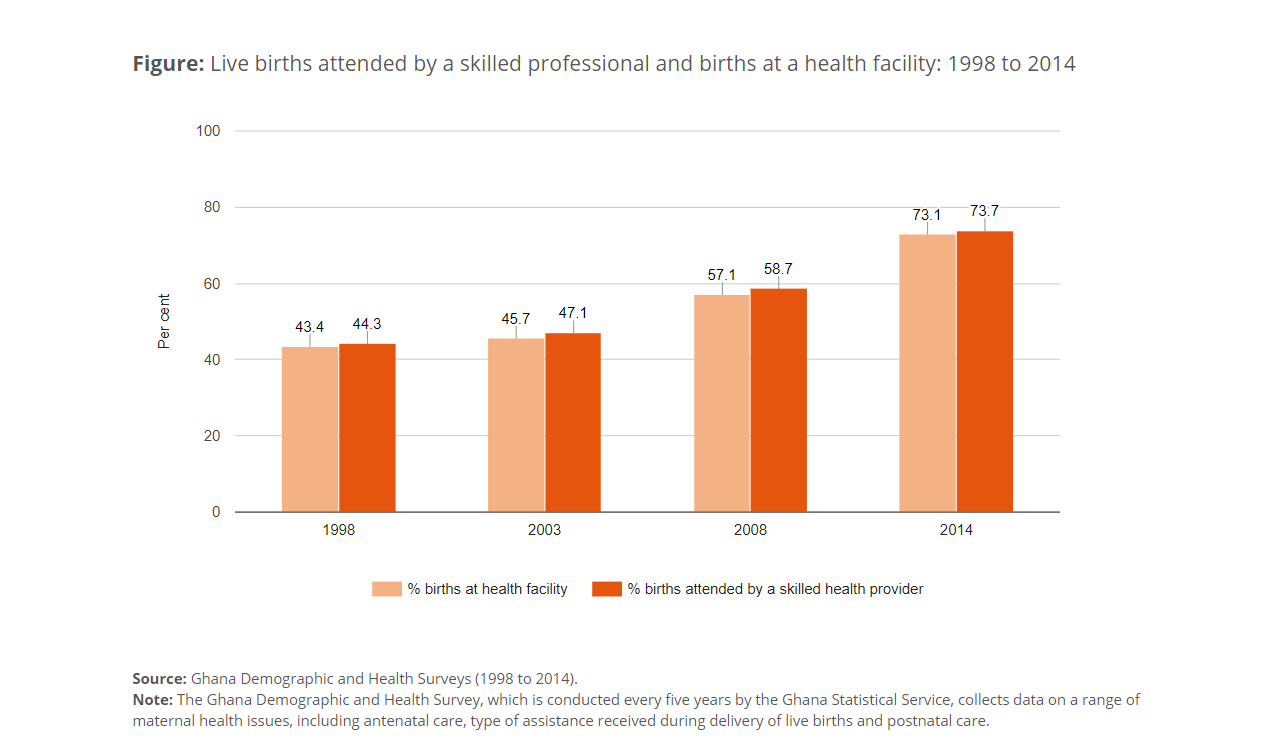 Figure: Live births attended by a skilled professional and births at a health facility: 1998 to 2014
100
80
60
40
20
0
Per cent
43.4
44.3
45.7
47.1
57.1
58.7
73.1
73.7
1998
2003
2008
2014
% births at health facility
% births attended by a skilled health provider
Source: Ghana Demographic and Health Surveys (1998 to 2014).
Note: The Ghana Demographic and Health Survey, which is conducted every five years by the Ghana Statistical Service, collects data on a range of
maternal health issues, including antenatal care, type of assistance received during delivery of live births and postnatal care.